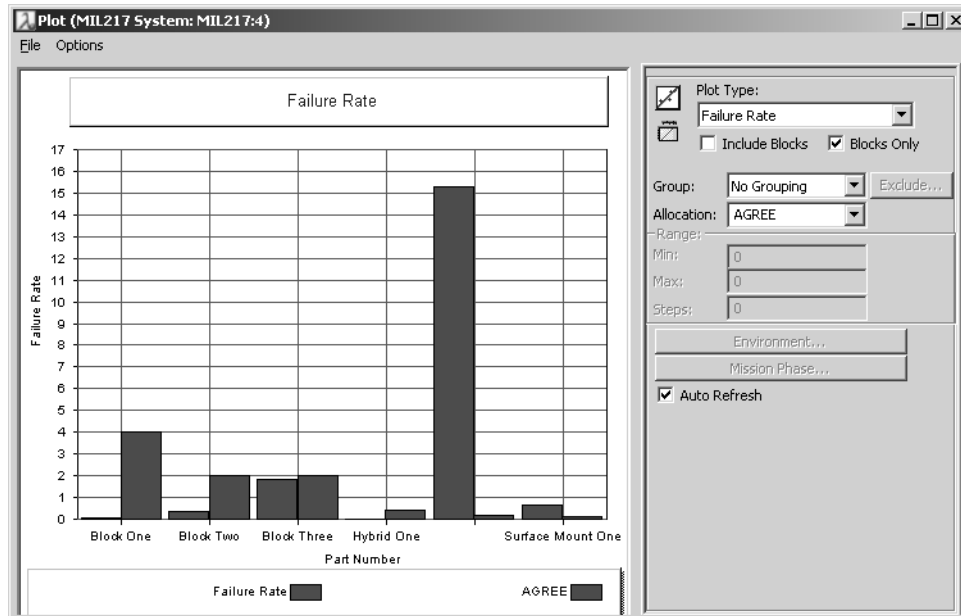 Plot (MIL217 System: MIL217:4)
File Options
Failure Rate
17
16
15
14
13
12
11
10
9
8
7
6
5
4
3
2
1
0
Failure Rate
Block One Block Two Block Three Hybrid One Surface Mount One
Part Number
Failure Rate AGREE
Plot Type:
Failure Rate
Include Blocks Blocks Only
Group: No Grouping Exclude...
Allocation: AGREE
Range:
Min: 0
Max: 0
Steps: 0
Environment...
Mission Phase...
Auto Refresh